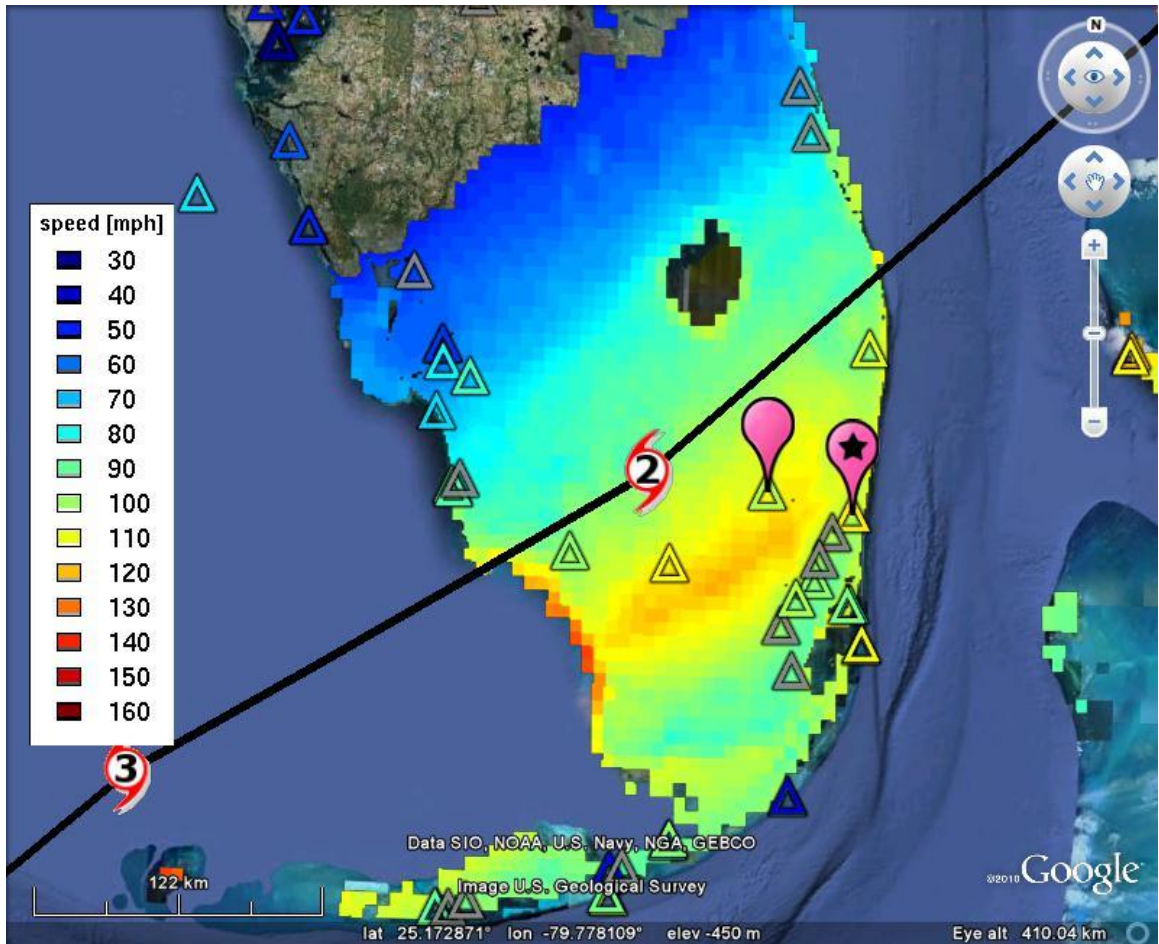 N
speed [mph]
30
40
50
60
70
80
90
100
110
120
130
140
150
160
2
3
Data SIO, NOAA, U.S. Navy, NGA, GEBCO
122 km
Image U.S. Geological Survey
©2010 Google
lat 25.172871° lon -79.778109° elev -450 m Eye alt 410.04 km